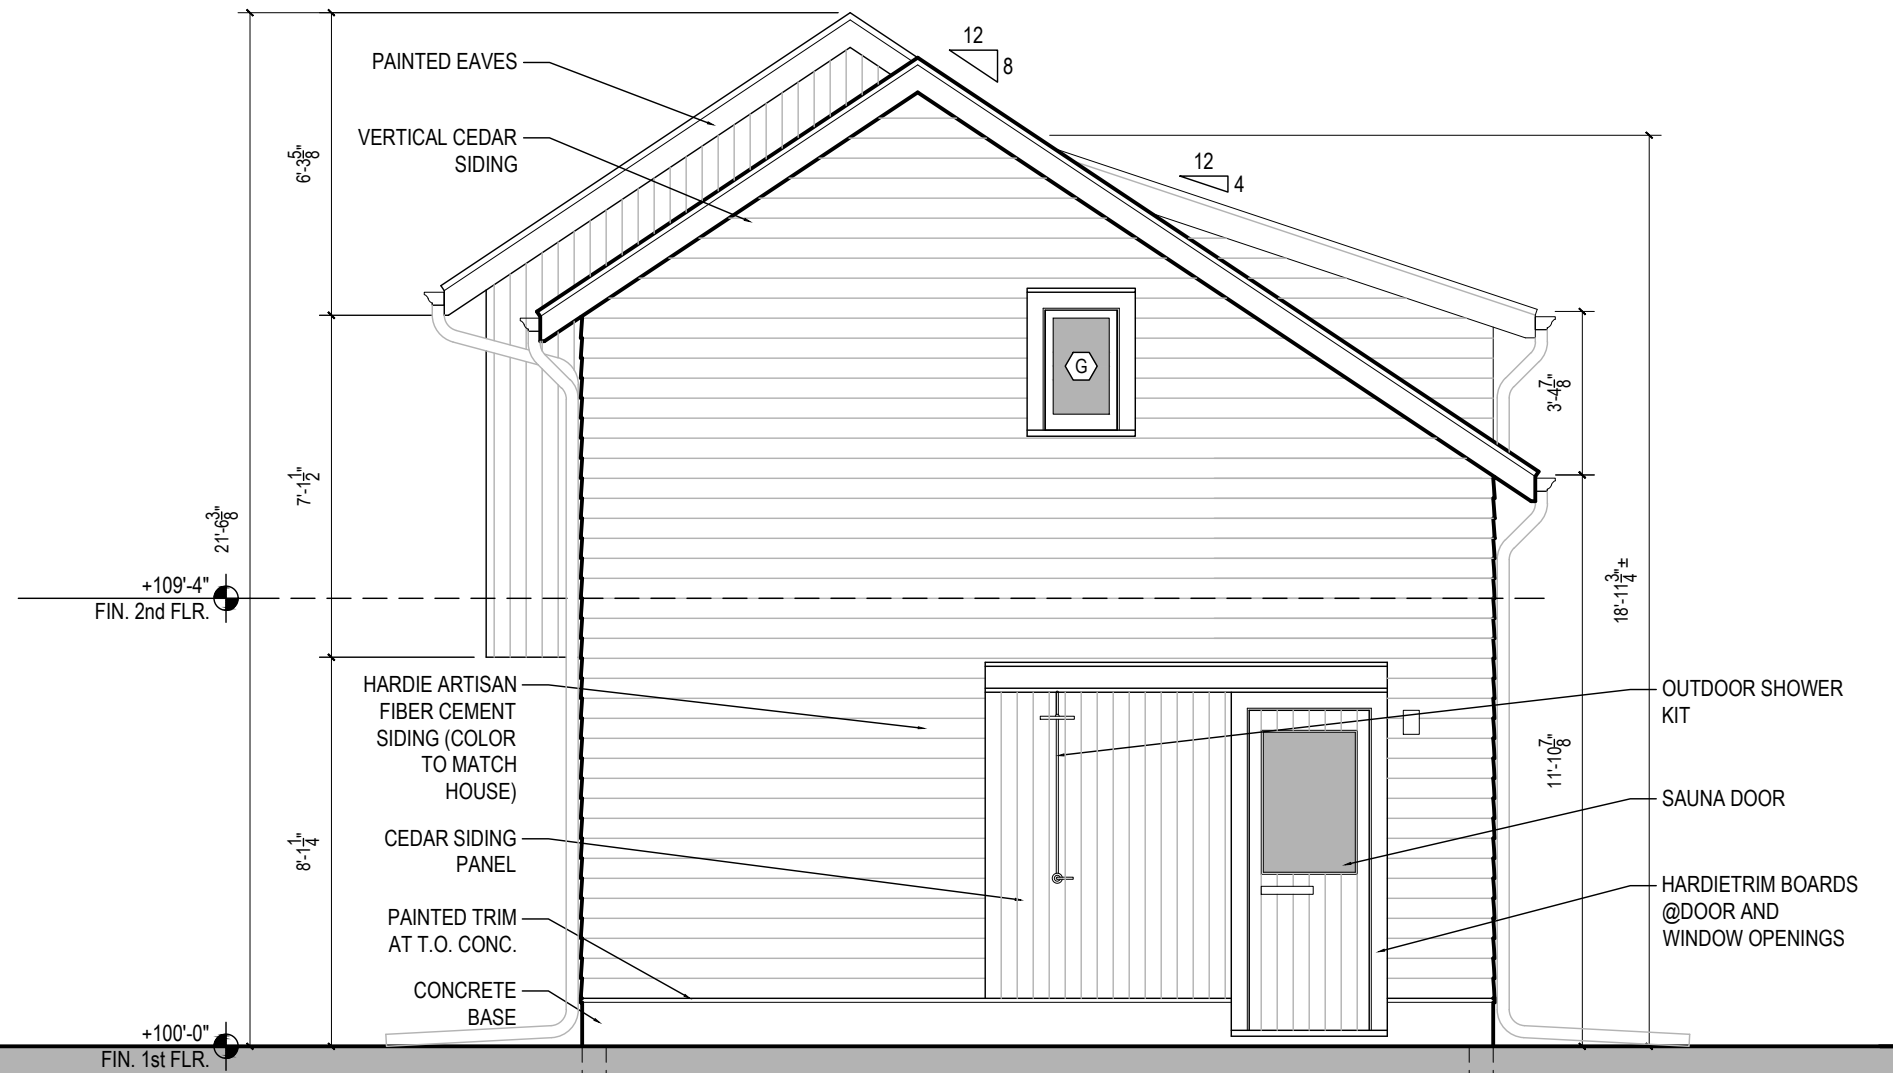 12
8
PAINTED EAVES
VERTICAL CEDAR
SIDING
6'-3 5/8"
12
4
G
3'-4 7/8"
7'-1 1/2"
21'-6 3/8"
+109'-4"
FIN. 2nd FLR.
18'-11 3/4"±
HARDIE ARTISAN
FIBER CEMENT
SIDING (COLOR
TO MATCH
HOUSE)
OUTDOOR SHOWER
KIT
11'-10 7/8"
SAUNA DOOR
8'-1 1/4"
CEDAR SIDING
PANEL
HARDIETRIM BOARDS
@DOOR AND
WINDOW OPENINGS
PAINTED TRIM
AT T.O. CONC.
CONCRETE
BASE
+100'-0"
FIN. 1st FLR.